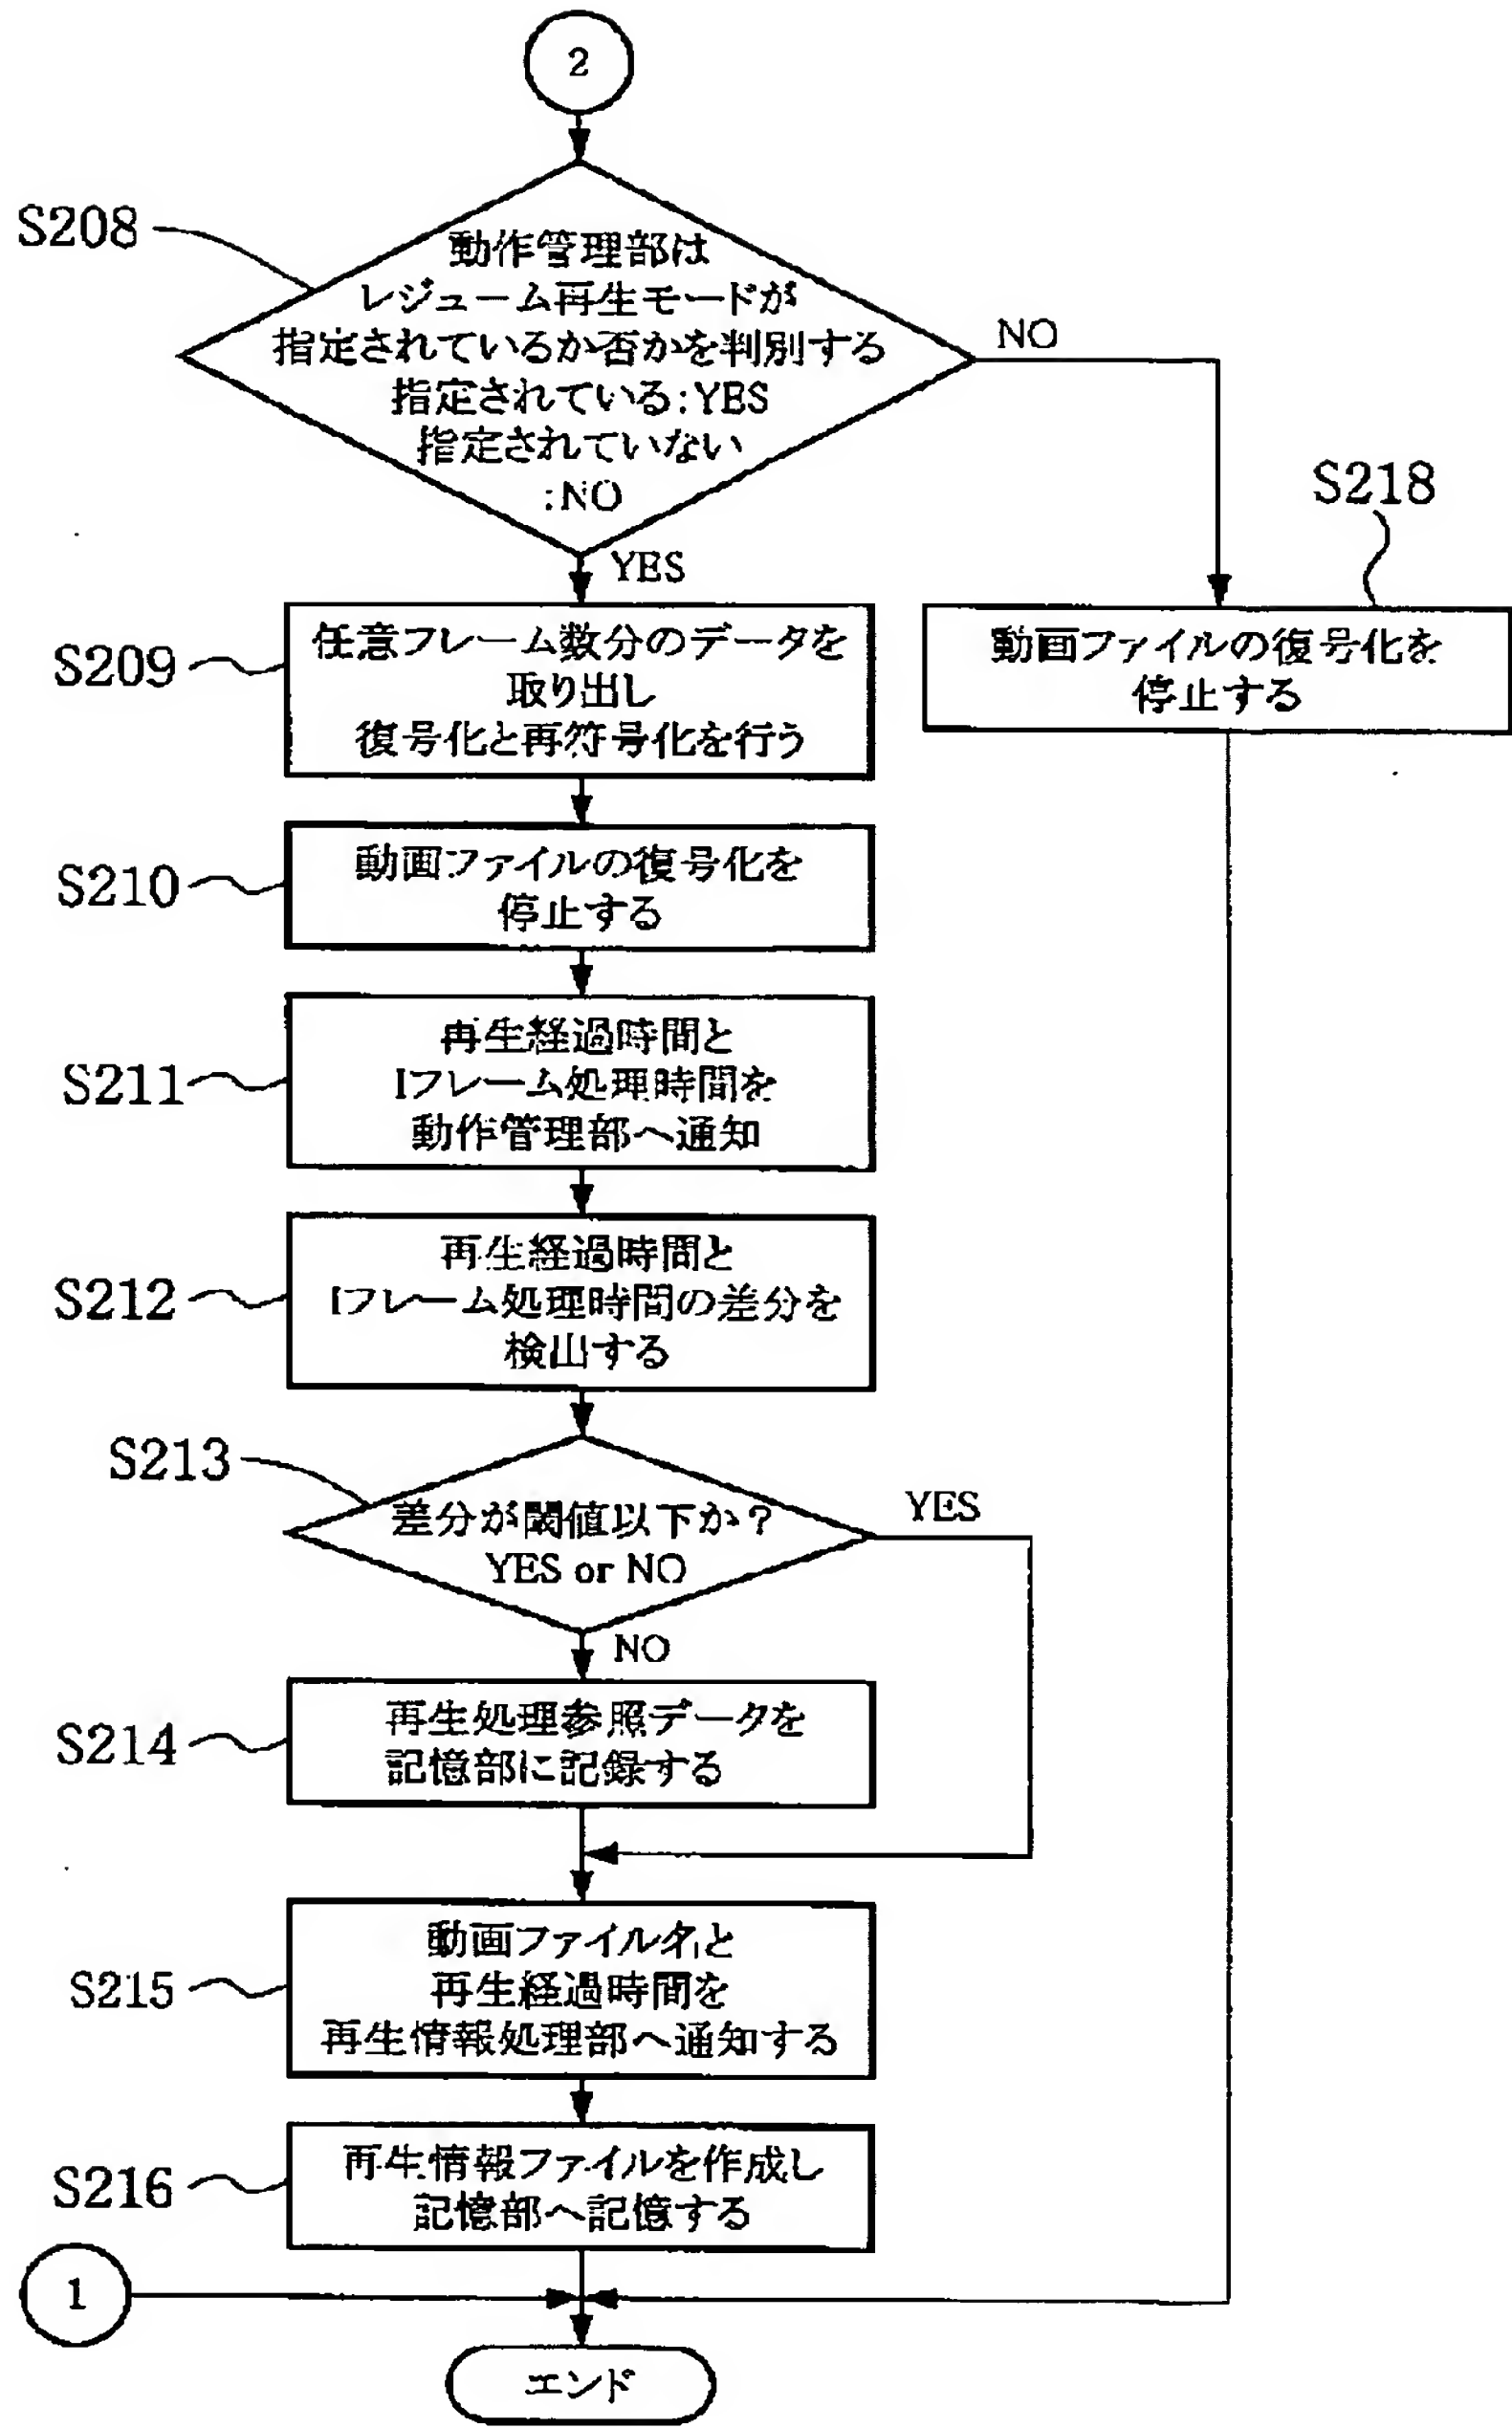 2
S208
動作管理部は
レジューム再生モードが
指定されているか否かを判別する
指定されている:YES
指定されていない
:NO
NO
YES
S218
動画ファイルの復号化を
停止する
S209
任意フレーム数分のデータを
取り出し
復号化と再符号化を行う
S210
動画ファイルの復号化を
停止する
S211
再生経過時間と
Iフレーム処理時間を
動作管理部へ通知
S212
再生経過時間と
Iフレーム処理時間の差分を
検出する
S213
差分が閾値以下か?
YES or NO
YES
NO
S214
再生処理参照データを
記憶部に記録する
S215
動画ファイル名と
再生経過時間を
再生情報処理部へ通知する
S216
再生情報ファイルを作成し
記憶部へ記憶する
1
エンド